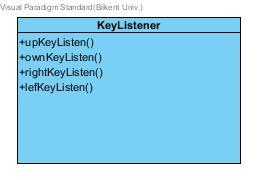 Visual Paradigm Standard(Bilkent Univ.)
KeyListener
+upKeyListen()
+ownKeyListen()
+rightKeyListen()
+lefKeyListen()